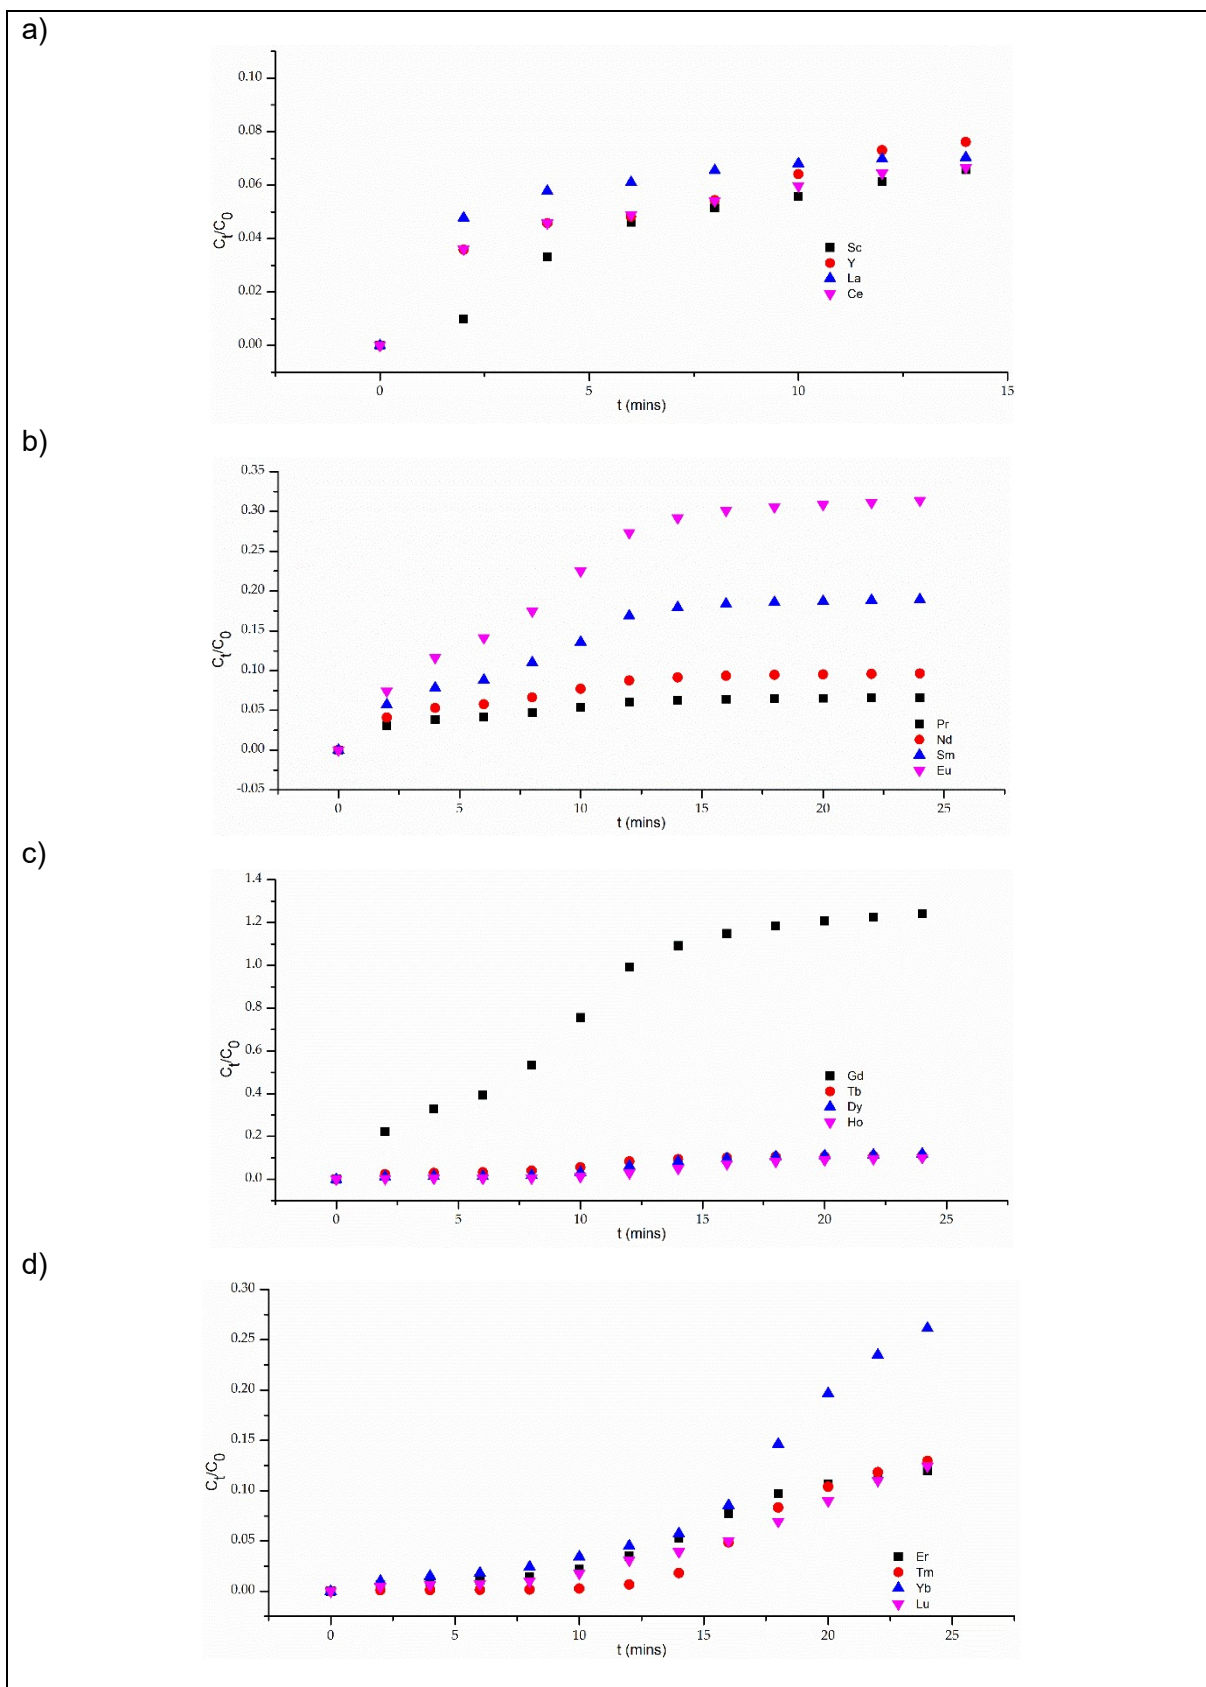 a)
0.10
0.08
0.06
0.04
0.02
0.00
Ct/C0
Sc
Y
La
Ce
0 5 10 15
t (mins)
b)
0.35
0.30
0.25
0.20
0.15
0.10
0.05
0.00
-0.05
Ct/C0
Pr
Nd
Sm
Eu
0 5 10 15 20 25
t (mins)
c)
1.4
1.2
1.0
0.8
0.6
0.4
0.2
0.0
Ct/C0
Gd
Tb
Dy
Ho
0 5 10 15 20 25
t (mins)
d)
0.30
0.25
0.20
0.15
0.10
0.05
0.00
Ct/C0
Er
Tm
Yb
Lu
0 5 10 15 20 25
t (mins)